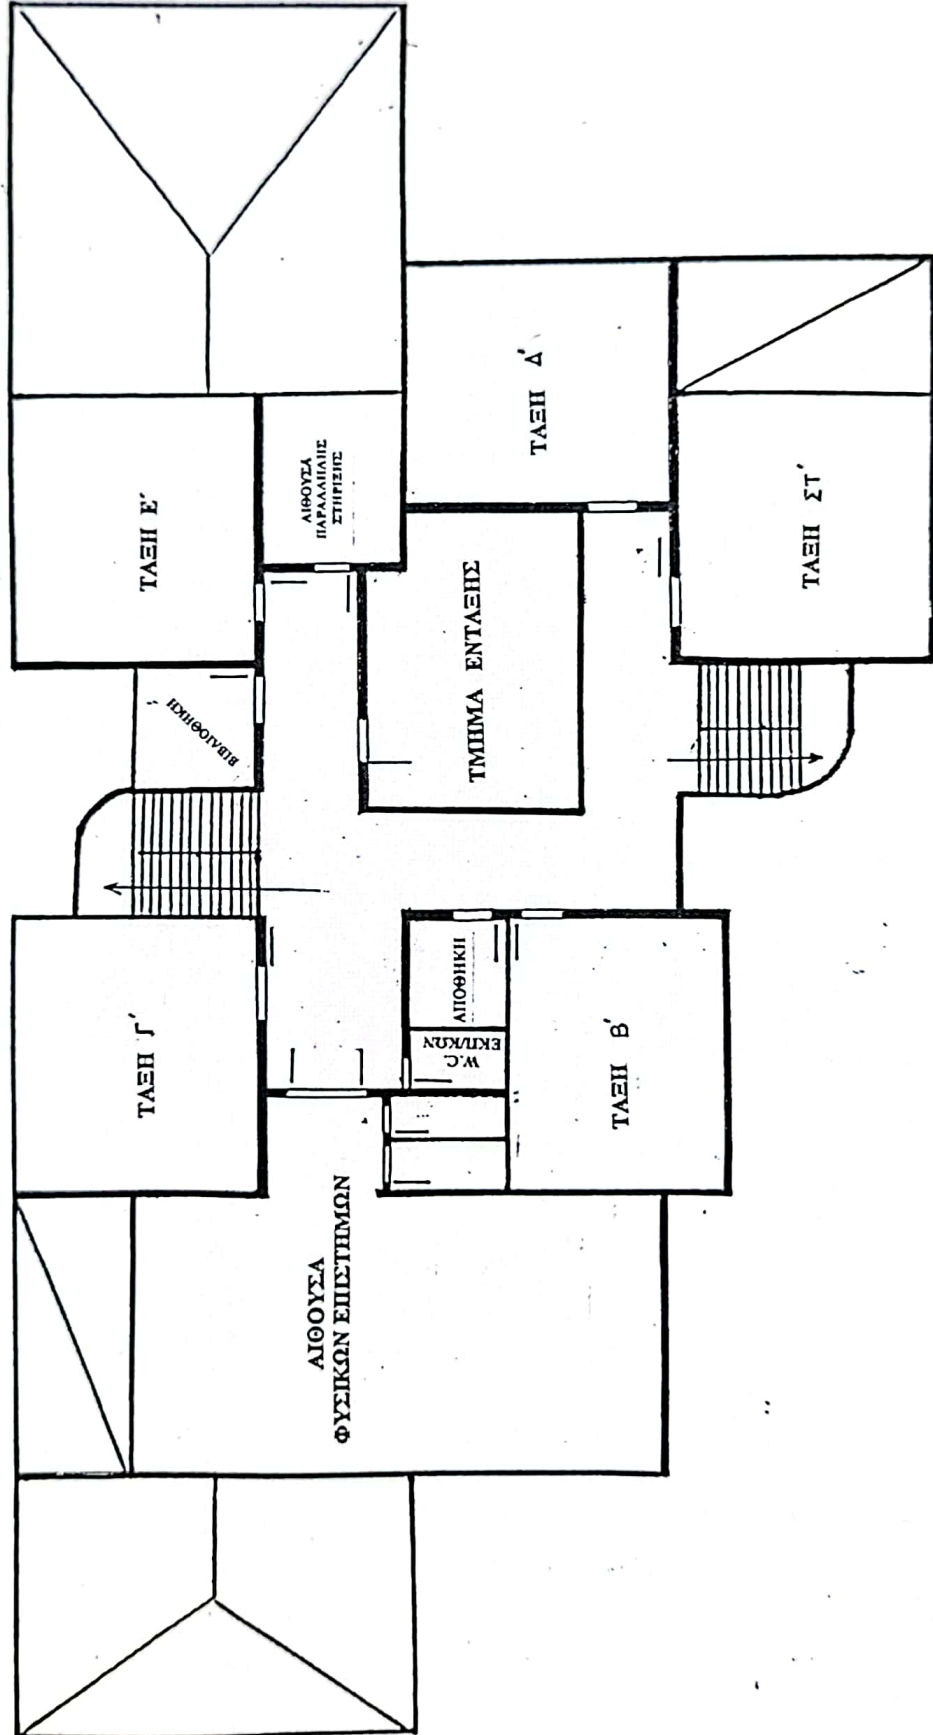 ΤΑΞΗ Ε΄
ΑΙΘΟΥΣΑ
ΠΑΡΑΛΛΗΛΗΣ
ΣΤΗΡΙΞΗΣ
ΤΑΞΗ Δ΄
ΤΑΞΗ ΣΤ΄
ΤΜΗΜΑ ΕΝΤΑΞΗΣ
ΒΙΒΛΙΟΘΗΚΗ
ΤΑΞΗ Γ΄
ΑΠΟΘΗΚΗ
W.C.
ΕΚΠ/ΚΩΝ
ΤΑΞΗ Β΄
ΑΙΘΟΥΣΑ
ΦΥΣΙΚΩΝ ΕΠΙΣΤΗΜΩΝ